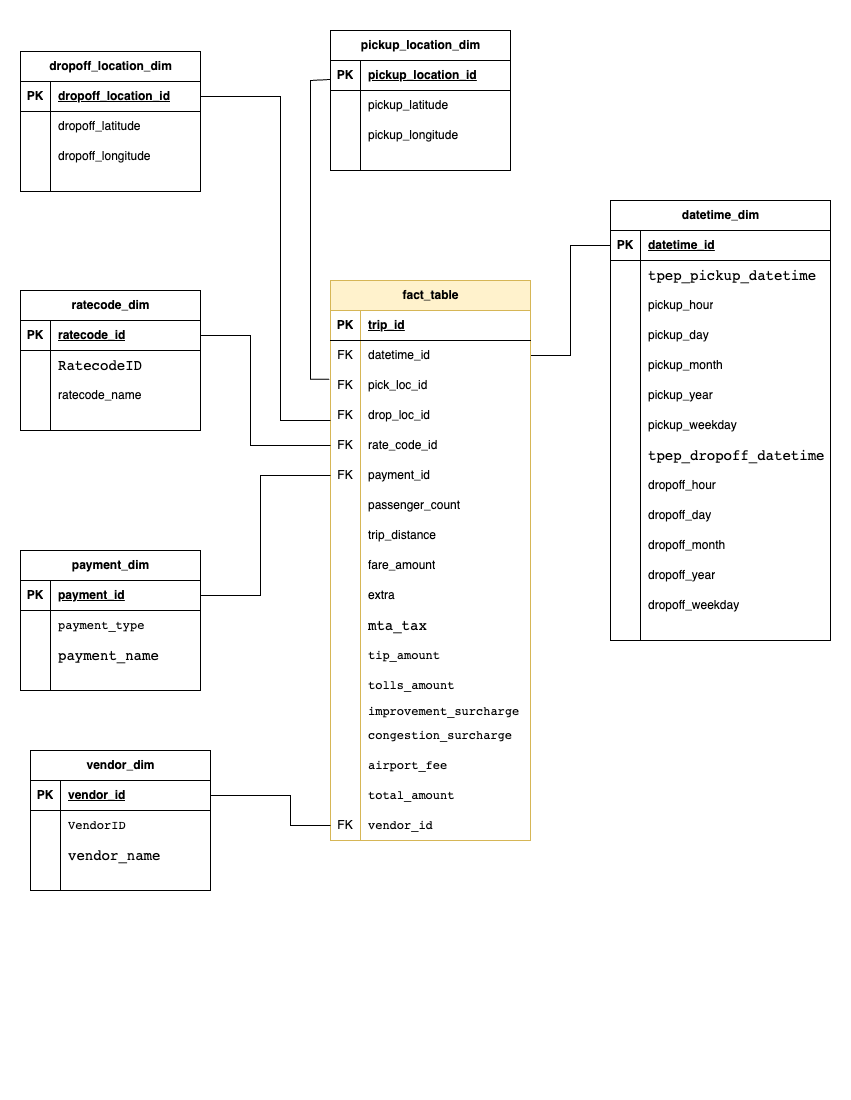 pickup_location_dim
PK pickup_location_id
pickup_latitude
pickup_longitude
dropoff_location_dim
PK dropoff_location_id
dropoff_latitude
dropoff_longitude
datetime_dim
PK datetime_id
tpep_pickup_datetime
pickup_hour
pickup_day
pickup_month
pickup_year
pickup_weekday
tpep_dropoff_datetime
dropoff_hour
dropoff_day
dropoff_month
dropoff_year
dropoff_weekday
fact_table
PK trip_id
FK datetime_id
FK pick_loc_id
FK drop_loc_id
FK rate_code_id
FK payment_id
passenger_count
trip_distance
fare_amount
extra
mta_tax
tip_amount
tolls_amount
improvement_surcharge
congestion_surcharge
airport_fee
total_amount
FK vendor_id
ratecode_dim
PK ratecode_id
RatecodeID
ratecode_name
payment_dim
PK payment_id
payment_type
payment_name
vendor_dim
PK vendor_id
VendorID
vendor_name